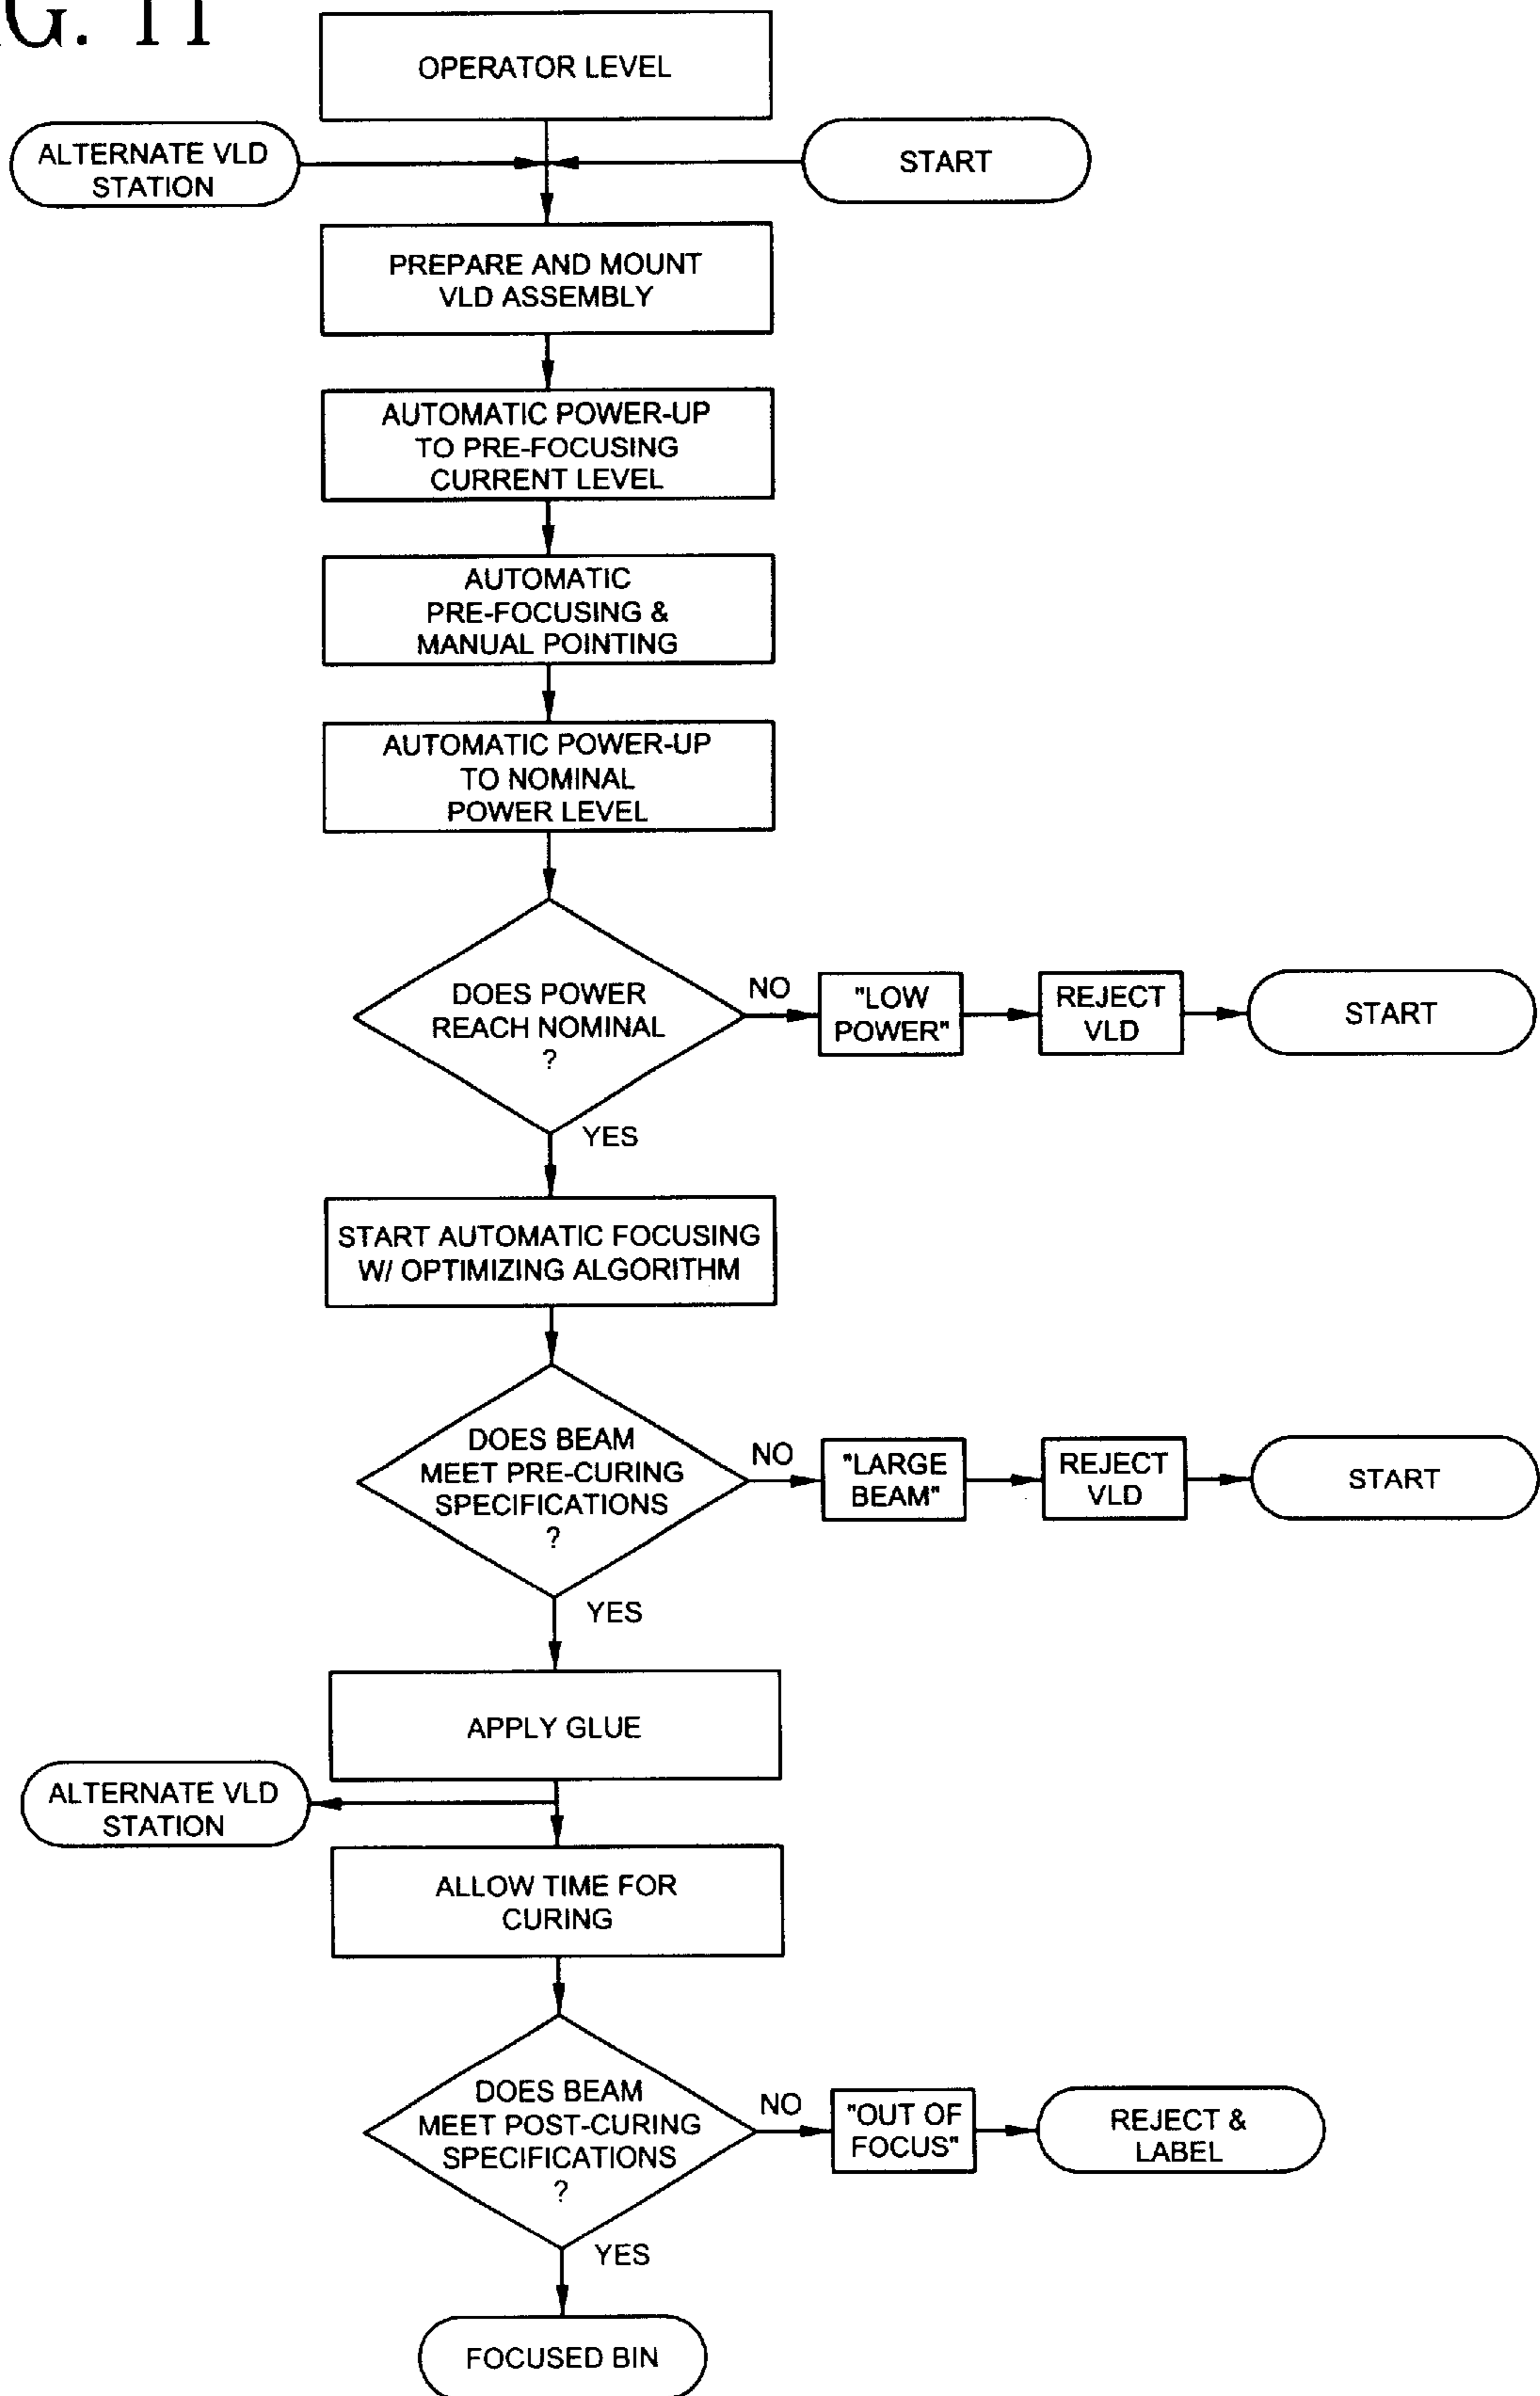 G. 11
OPERATOR LEVEL
ALTERNATE VLD
STATION
START
PREPARE AND MOUNT
VLD ASSEMBLY
AUTOMATIC POWER-UP
TO PRE-FOCUSING
CURRENT LEVEL
AUTOMATIC
PRE-FOCUSING &
MANUAL POINTING
AUTOMATIC POWER-UP
TO NOMINAL
POWER LEVEL
DOES POWER
REACH NOMINAL
?
NO
"LOW
POWER"
REJECT
VLD
START
YES
START AUTOMATIC FOCUSING
W/ OPTIMIZING ALGORITHM
DOES BEAM
MEET PRE-CURING
SPECIFICATIONS
?
NO
"LARGE
BEAM"
REJECT
VLD
START
YES
APPLY GLUE
ALTERNATE VLD
STATION
ALLOW TIME FOR
CURING
DOES BEAM
MEET POST-CURING
SPECIFICATIONS
?
NO
"OUT OF
FOCUS"
REJECT &
LABEL
YES
FOCUSED BIN